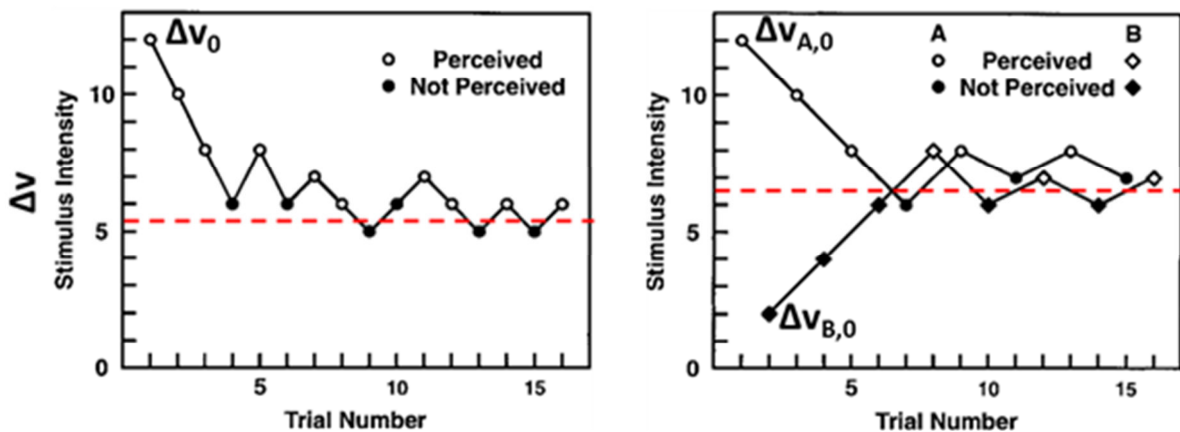 Δv
Stimulus Intensity
10
5
0
Δv0
Perceived
Not Perceived
5
10
15
Trial Number
Stimulus Intensity
10
5
0
ΔvA,0
A
B
Perceived
Not Perceived
ΔvB,0
5
10
15
Trial Number